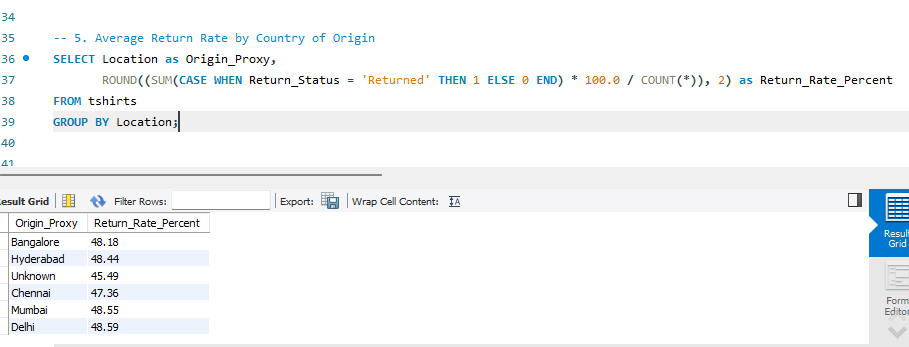 34
35 -- 5. Average Return Rate by Country of Origin
36 SELECT Location as Origin_Proxy,
37 ROUND((SUM(CASE WHEN Return_Status = 'Returned' THEN 1 ELSE 0 END) * 100.0 / COUNT(*)), 2) as Return_Rate_Percent
38 FROM tshirts
39 GROUP BY Location;
40
41
esult Grid Filter Rows: Export: Wrap Cell Content: IA
Origin_Proxy Return_Rate_Percent
Bangalore 48.18
Hyderabad 48.44
Unknown 45.49
Chennai 47.36
Mumbai 48.55
Delhi 48.59
Result
Grid
Form
Editor